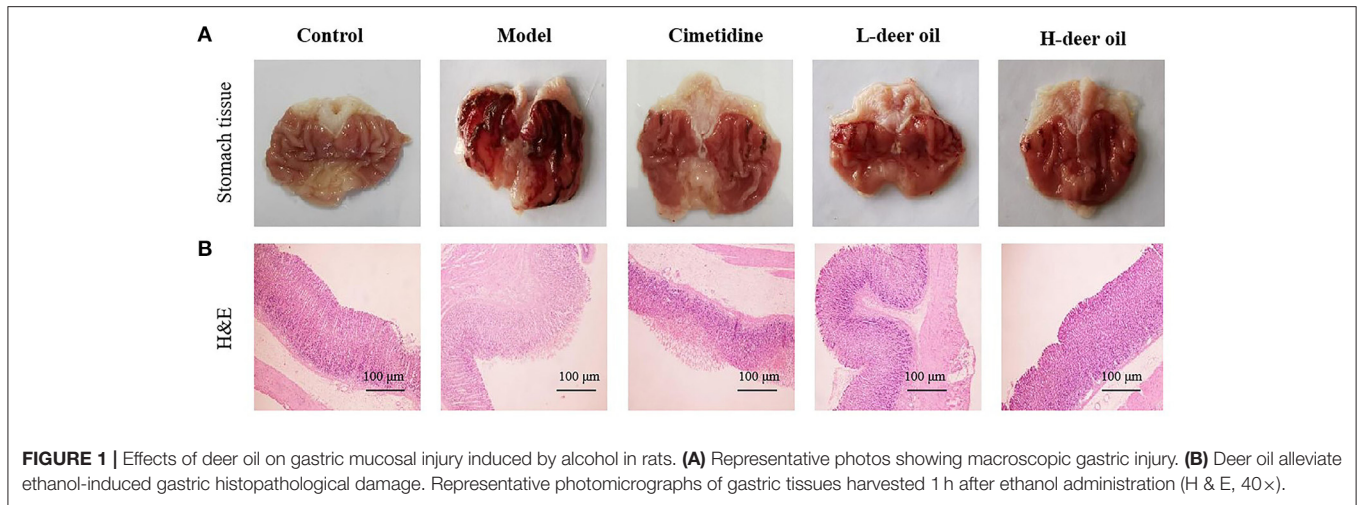 A Control Model Cimetidine L-deer oil H-deer oil
Stomach tissue
B
H&E
100 μm 100 μm 100 μm 100 μm 100 μm
FIGURE 1 | Effects of deer oil on gastric mucosal injury induced by alcohol in rats. (A) Representative photos showing macroscopic gastric injury. (B) Deer oil alleviate
ethanol-induced gastric histopathological damage. Representative photomicrographs of gastric tissues harvested 1 h after ethanol administration (H & E, 40×).